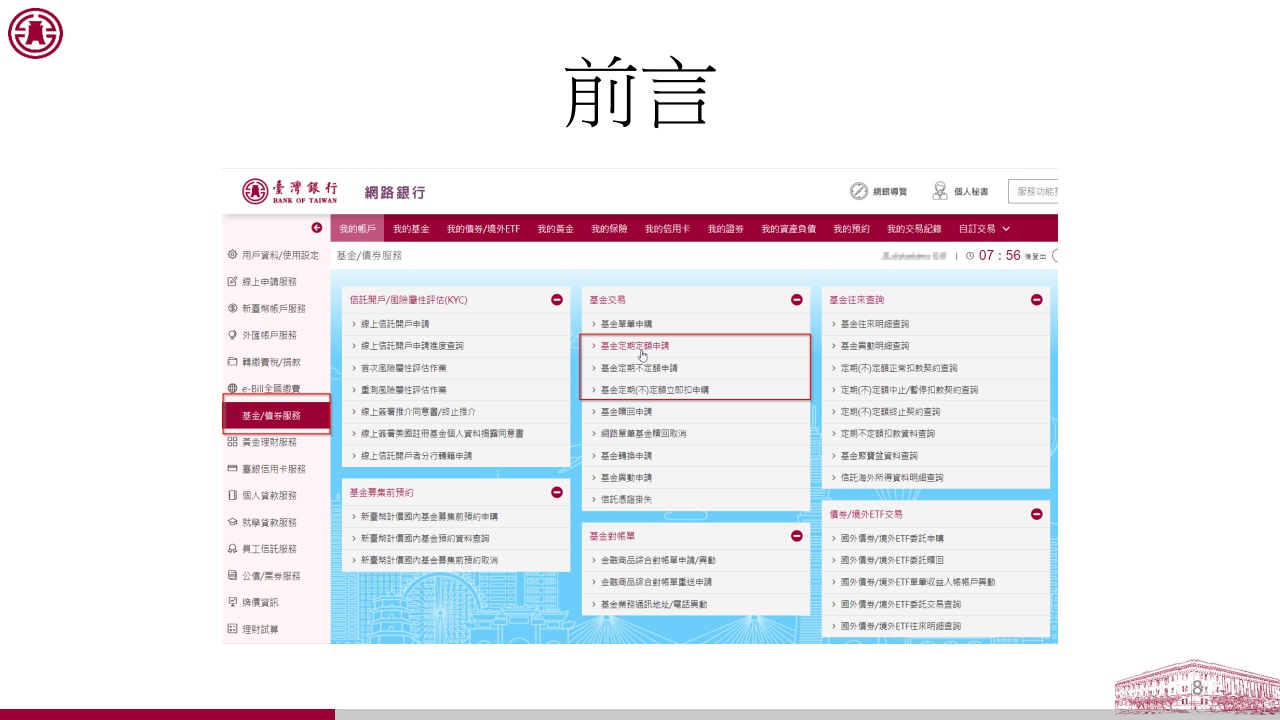 前言
臺灣銀行
BANK OF TAIWAN
網路銀行
網銀導覽
個人秘書
服務功能
我的帳戶 我的基金 我的債券/境外ETF 我的黃金 我的保險 我的信用卡 我的證券 我的資產負債 我的預約 我的交易紀錄 自訂交易
基金/債券服務
07 : 56 後登出
用戶資料/使用設定
線上申請服務
新臺幣帳戶服務
外匯帳戶服務
轉繳費稅/捐款
e-Bill全國繳費
基金/債券服務
黃金理財服務
臺銀信用卡服務
個人貸款服務
就學貸款服務
員工信託服務
公債/票券服務
牌價資訊
理財試算
信託開戶/風險屬性評估(KYC)
線上信託開戶申請
線上信託開戶申請進度查詢
首次風險屬性評估作業
重測風險屬性評估作業
線上簽署推介同意書/終止推介
線上簽署美國註冊基金個人資料揭露同意書
線上信託開戶者分行轉籍申請
基金募集前預約
新臺幣計價國內基金募集前預約申購
新臺幣計價國內基金預約資料查詢
新臺幣計價國內基金募集前預約取消
基金交易
基金單筆申購
基金定期定額申請
基金定期不定額申請
基金定期(不)定額立即扣申購
基金贖回申請
網路單筆基金贖回取消
基金轉換申請
基金異動申請
信託憑證掛失
基金對帳單
金融商品綜合對帳單申請/異動
金融商品綜合對帳單重送申請
基金業務通訊地址/電話異動
基金往來查詢
基金往來明細查詢
基金異動明細查詢
定期(不)定額正常扣款契約查詢
定期(不)定額中止/暫停扣款契約查詢
定期(不)定額終止契約查詢
定期不定額扣款資料查詢
基金聚寶盆資料查詢
信託海外所得資料明細查詢
債券/境外ETF交易
國外債券/境外ETF委託申購
國外債券/境外ETF委託贖回
國外債券/境外ETF單筆收益入帳帳戶異動
國外債券/境外ETF委託交易查詢
國外債券/境外ETF往來明細查詢
8